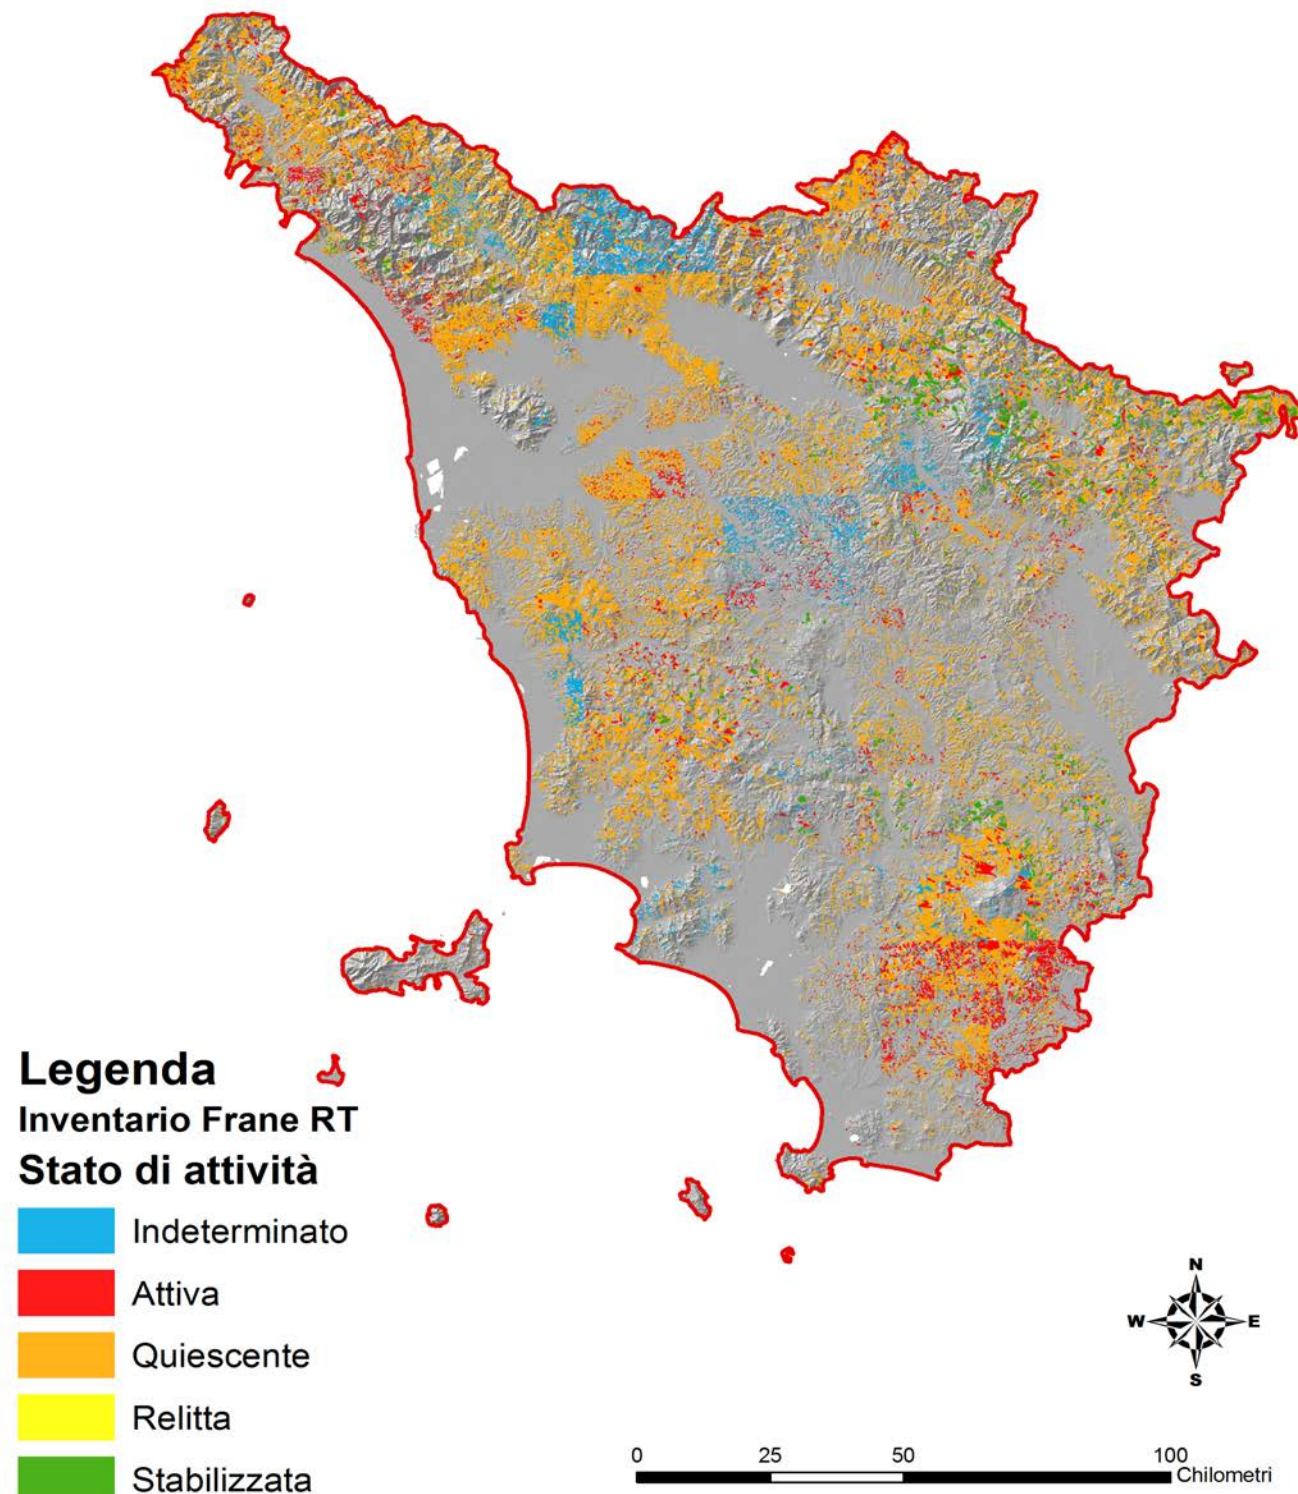 Legenda
Inventario Frane RT
Stato di attività
Indeterminato
Attiva
Quiescente
Relitta
Stabilizzata
N
W E
S
0 25 50 100
Chilometri